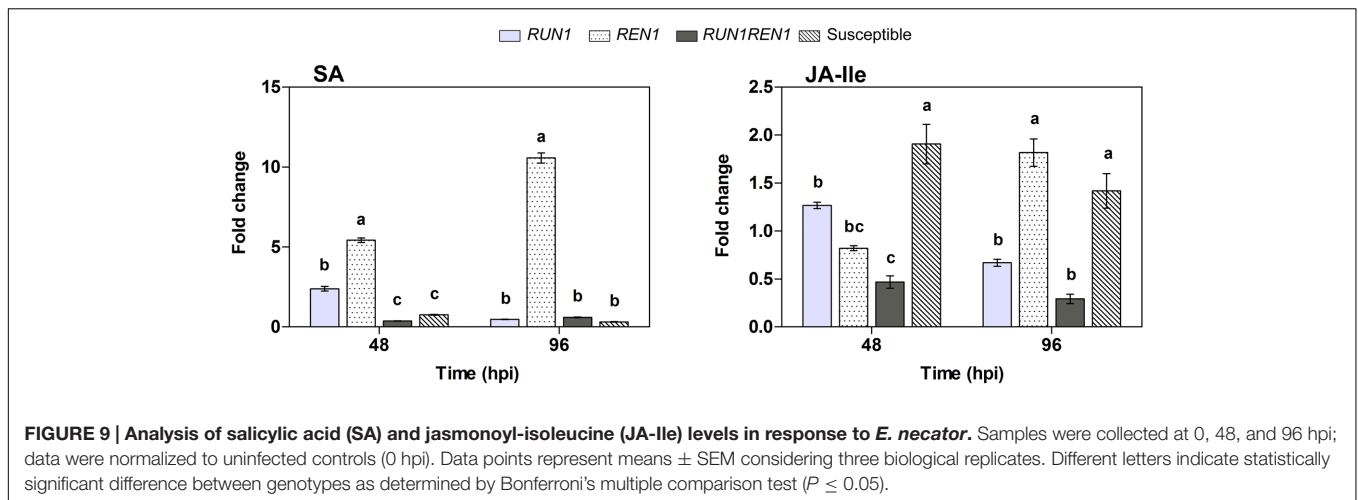 RUN1 REN1 RUN1REN1 Susceptible
SA
15
10
5
0
Fold change
b a c c b a b b
48 96
Time (hpi)
JA-Ile
2.5
2.0
1.5
1.0
0.5
0.0
Fold change
b bc c a b a b a
48 96
Time (hpi)
FIGURE 9 | Analysis of salicylic acid (SA) and jasmonoyl-isoleucine (JA-Ile) levels in response to E. necator. Samples were collected at 0, 48, and 96 hpi;
data were normalized to uninfected controls (0 hpi). Data points represent means ± SEM considering three biological replicates. Different letters indicate statistically
significant difference between genotypes as determined by Bonferroni's multiple comparison test (P ≤ 0.05).